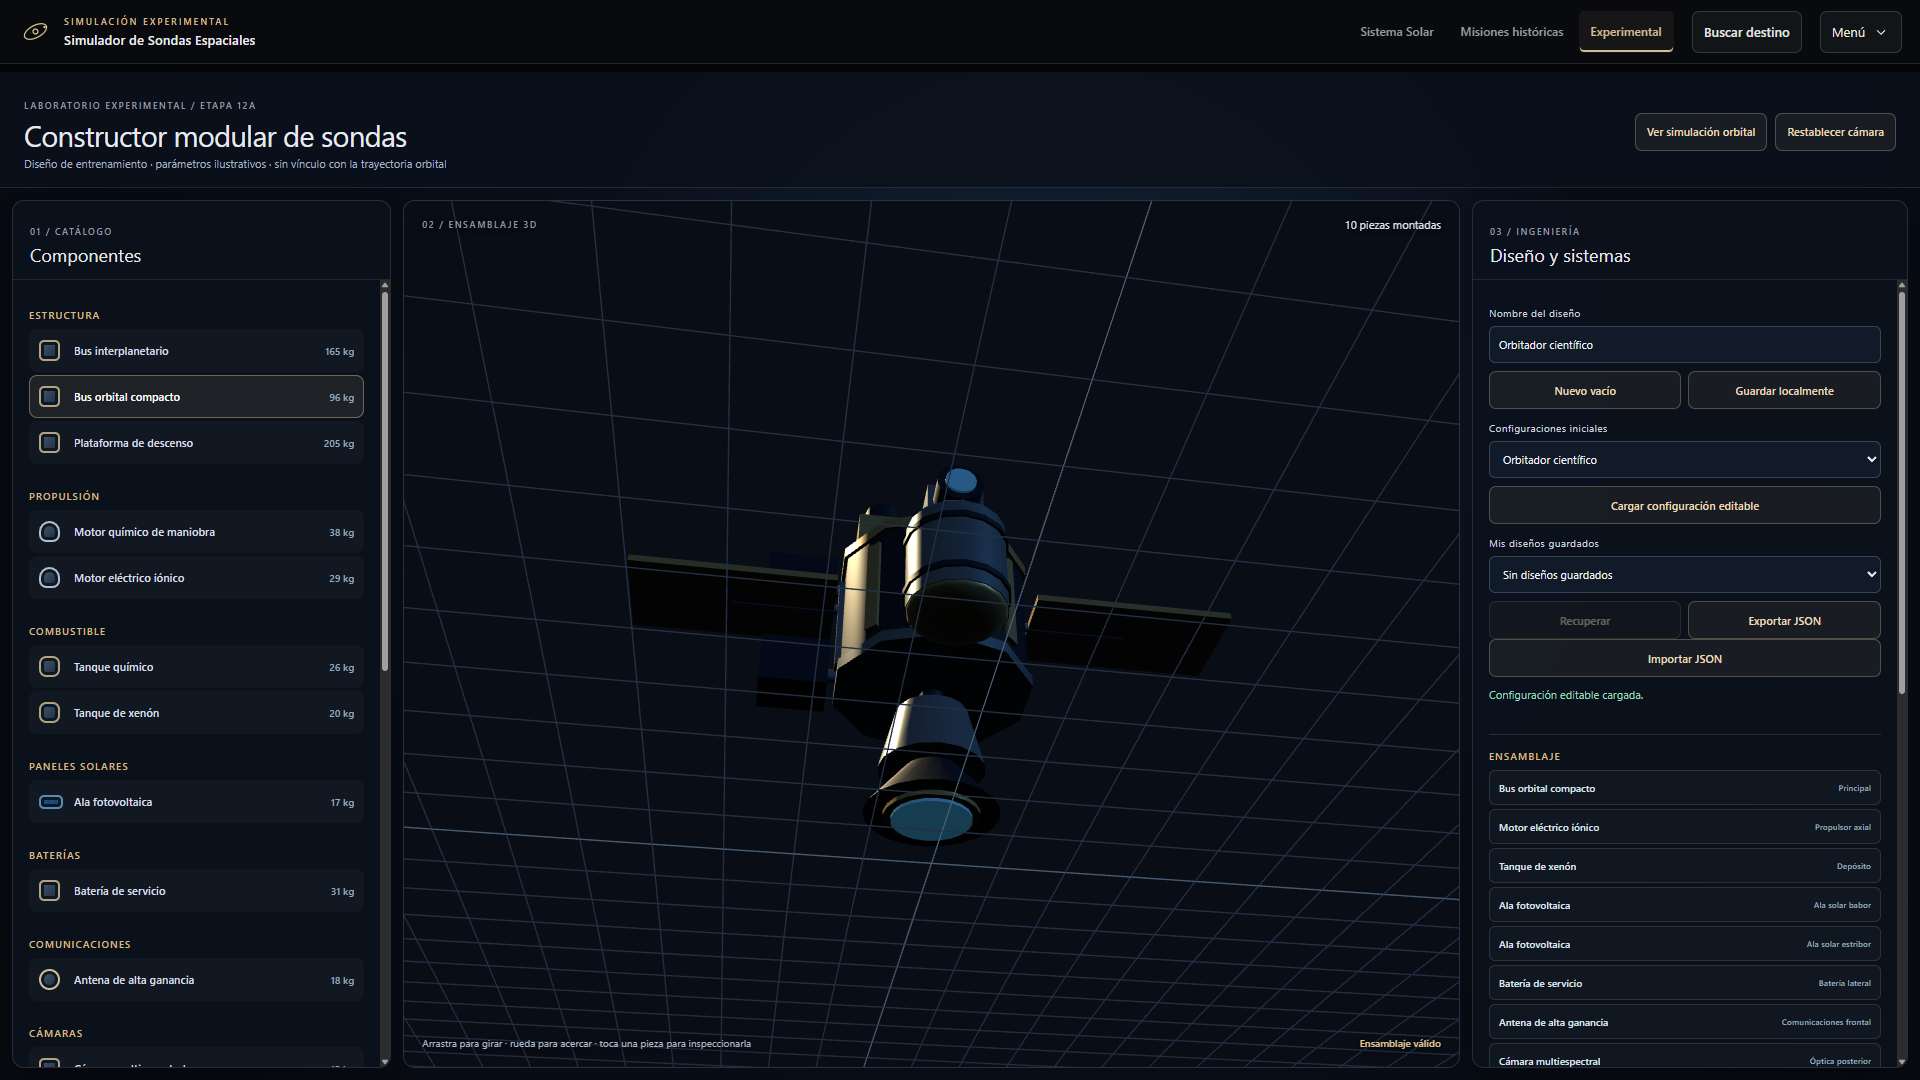 SIMULACIÓN EXPERIMENTAL
Simulador de Sondas Espaciales
Sistema Solar
Misiones históricas
Experimental
Buscar destino
Menú
LABORATORIO EXPERIMENTAL / ETAPA 12A
Constructor modular de sondas
Diseño de entrenamiento · parámetros ilustrativos · sin vínculo con la trayectoria orbital
Ver simulación orbital
Restablecer cámara
01 / CATÁLOGO
Componentes
ESTRUCTURA
Bus interplanetario 165 kg
Bus orbital compacto 96 kg
Plataforma de descenso 205 kg
PROPULSIÓN
Motor químico de maniobra 38 kg
Motor eléctrico iónico 29 kg
COMBUSTIBLE
Tanque químico 26 kg
Tanque de xenón 20 kg
PANELES SOLARES
Ala fotovoltaica 17 kg
BATERÍAS
Batería de servicio 31 kg
COMUNICACIONES
Antena de alta ganancia 18 kg
CÁMARAS
02 / ENSAMBLAJE 3D
10 piezas montadas
Arrastra para girar · rueda para acercar · toca una pieza para inspeccionarla
Ensamblaje válido
03 / INGENIERÍA
Diseño y sistemas
Nombre del diseño
Orbitador científico
Nuevo vacío
Guardar localmente
Configuraciones iniciales
Orbitador científico
Cargar configuración editable
Mis diseños guardados
Sin diseños guardados
Recuperar
Exportar JSON
Importar JSON
Configuración editable cargada.
ENSAMBLAJE
Bus orbital compacto Principal
Motor eléctrico iónico Propulsor axial
Tanque de xenón Depósito
Ala fotovoltaica Ala solar babor
Ala fotovoltaica Ala solar estribor
Batería de servicio Batería lateral
Antena de alta ganancia Comunicaciones frontal
Cámara multiespectral Óptica posterior